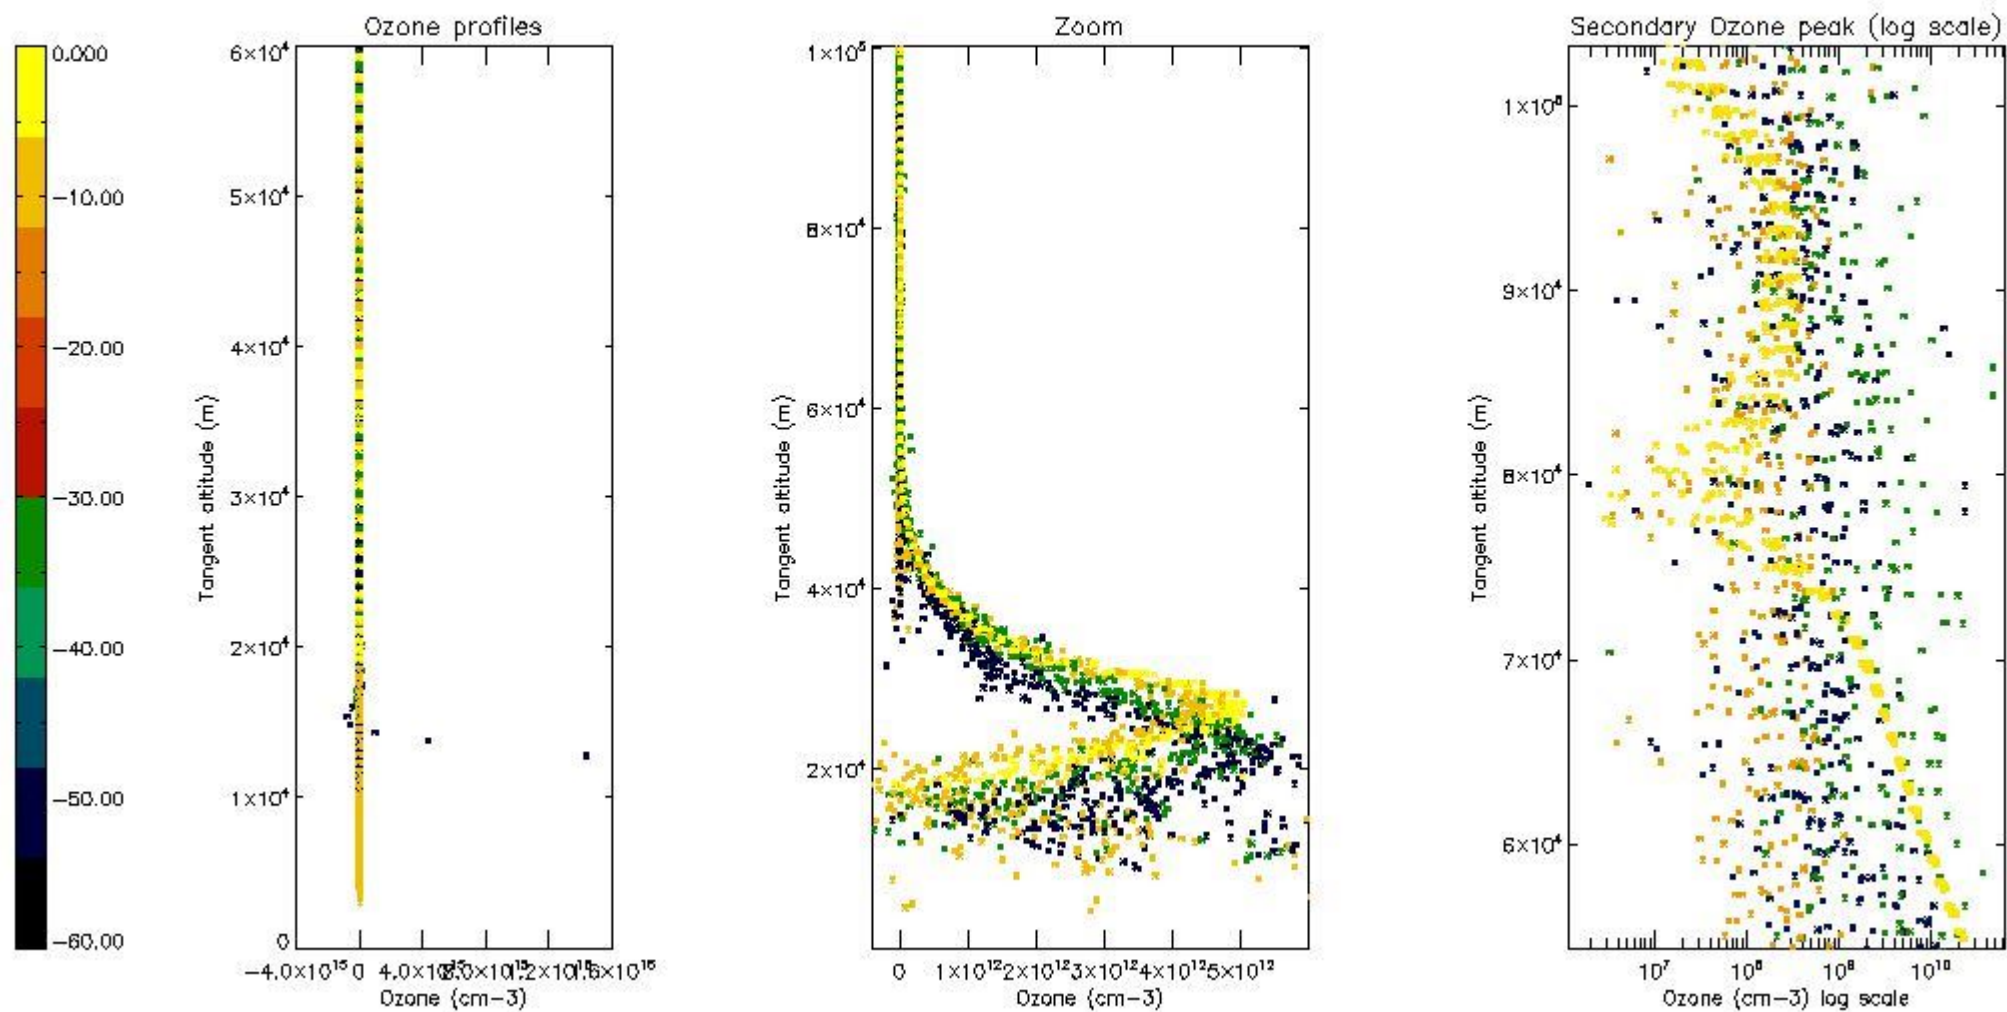 Ozone profiles
Zoom
Secondary Ozone peak (log scale)
0.000
−10.00
−20.00
−30.00
−40.00
−50.00
−60.00
6×10⁴
5×10⁴
4×10⁴
3×10⁴
2×10⁴
1×10⁴
0
Tangent altitude (m)
−4.0×10¹⁵ 0
Ozone (cm−3)
1×10⁵
8×10⁴
6×10⁴
4×10⁴
2×10⁴
Tangent altitude (m)
0 1×10¹² 2×10¹² 3×10¹² 4×10¹² 5×10¹²
Ozone (cm−3)
9×10⁴
8×10⁴
7×10⁴
6×10⁴
Tangent altitude (m)
10⁷ 10⁸ 10⁹ 10¹⁰
Ozone (cm−3) log scale